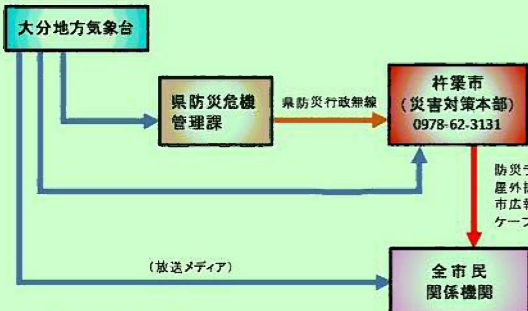 大分地方気象台
県防災危機
管理課
県防災行政無線
杵築市
(災害対策本部)
0978-62-3131
防災
屋外
市広
ケー
(放送メディア)
全市民
関係機関